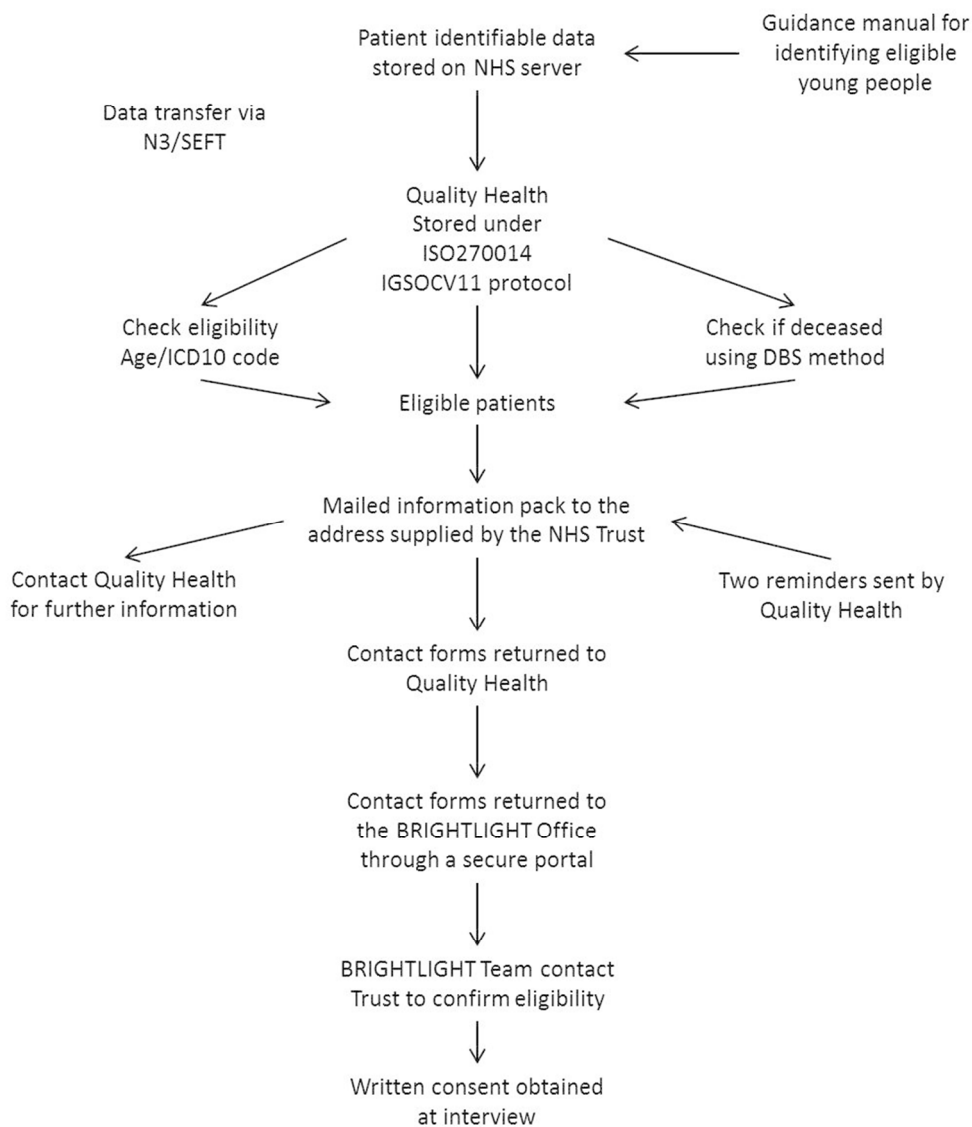 Patient identifiable data
stored on NHS server
Guidance manual for
identifying eligible
young people
Data transfer via
N3/SEFT
Quality Health
Stored under
ISO270014
IGSOCV11 protocol
Check eligibility
Age/ICD10 code
Check if deceased
using DBS method
Eligible patients
Mailed information pack to the
address supplied by the NHS Trust
Contact Quality Health
for further information
Two reminders sent by
Quality Health
Contact forms returned to
Quality Health
Contact forms returned to
the BRIGHTLIGHT Office
through a secure portal
BRIGHTLIGHT Team contact
Trust to confirm eligibility
Written consent obtained
at interview